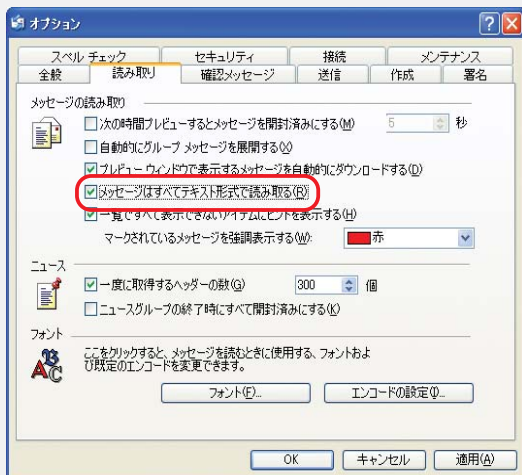 オプション
スペル チェック セキュリティ 接続 メンテナンス
全般 読み取り 確認メッセージ 送信 作成 署名
メッセージの読み取り
次の時間プレビューするとメッセージを開封済みにする(M) 5 秒
自動的にグループ メッセージを展開する(X)
プレビュー ウィンドウで表示するメッセージを自動的にダウンロードする(D)
メッセージはすべてテキスト形式で読み取る(R)
一覧ですべて表示できないアイテムにヒントを表示する(H)
マークされているメッセージを強調表示する(W): 赤
ニュース
一度に取得するヘッダーの数(G) 300 個
ニュースグループの終了時にすべて開封済みにする(K)
フォント
ここをクリックすると、メッセージを読むときに使用する、フォントおよ
び既定のエンコードを変更できます。
フォント(F)... エンコードの設定(I)...
OK キャンセル 適用(A)